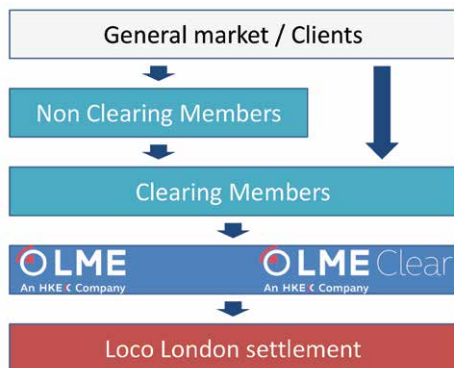 General market / Clients
Non Clearing Members
Clearing Members
LME LME Clear
An HKEX Company An HKEX Company
Loco London settlement